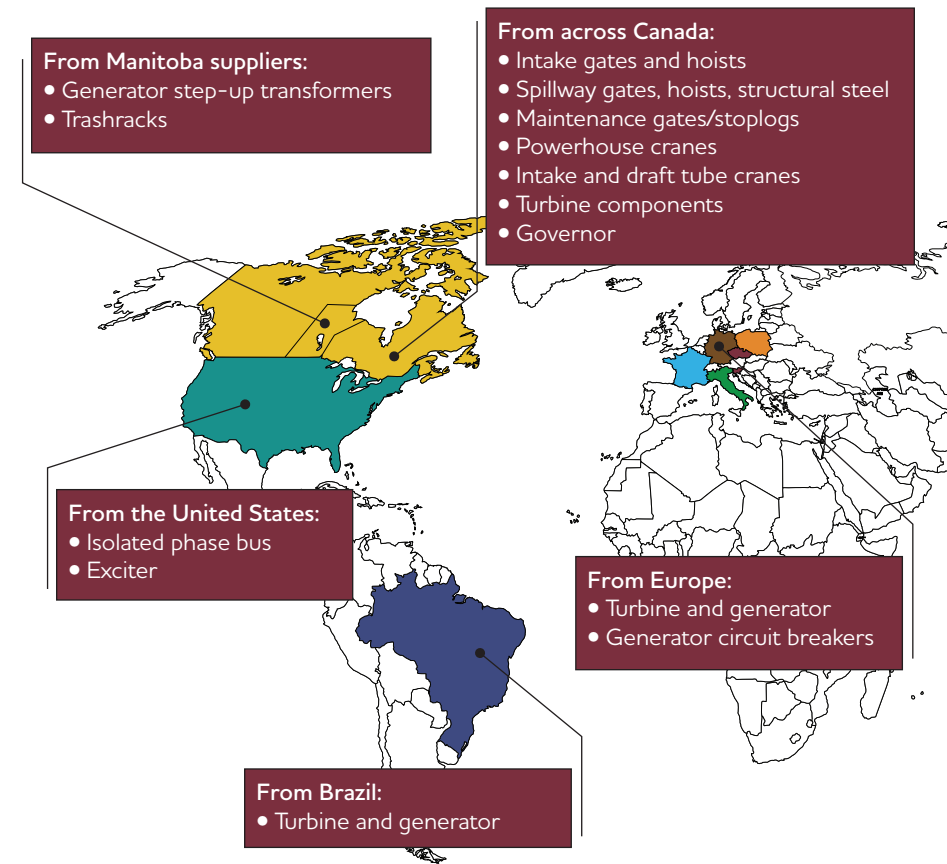 From Manitoba suppliers:
• Generator step-up transformers
• Trashracks
From across Canada:
• Intake gates and hoists
• Spillway gates, hoists, structural steel
• Maintenance gates/stoplogs
• Powerhouse cranes
• Intake and draft tube cranes
• Turbine components
• Governor
From the United States:
• Isolated phase bus
• Exciter
From Europe:
• Turbine and generator
• Generator circuit breakers
From Brazil:
• Turbine and generator